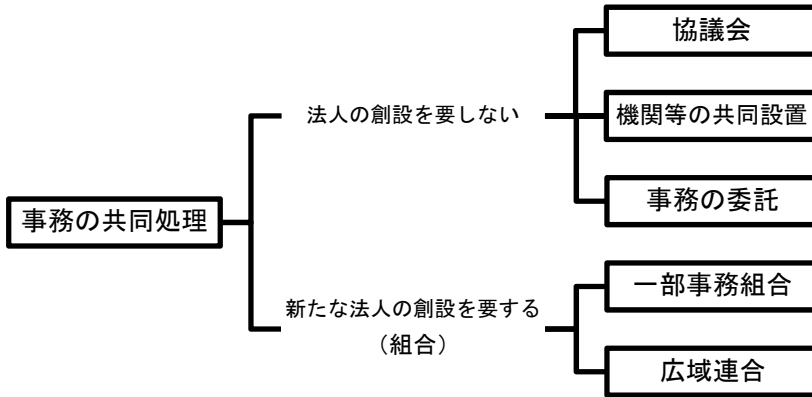 事務の共同処理
法人の創設を要しない
協議会
機関等の共同設置
事務の委託
新たな法人の創設を要する
（組合）
一部事務組合
広域連合